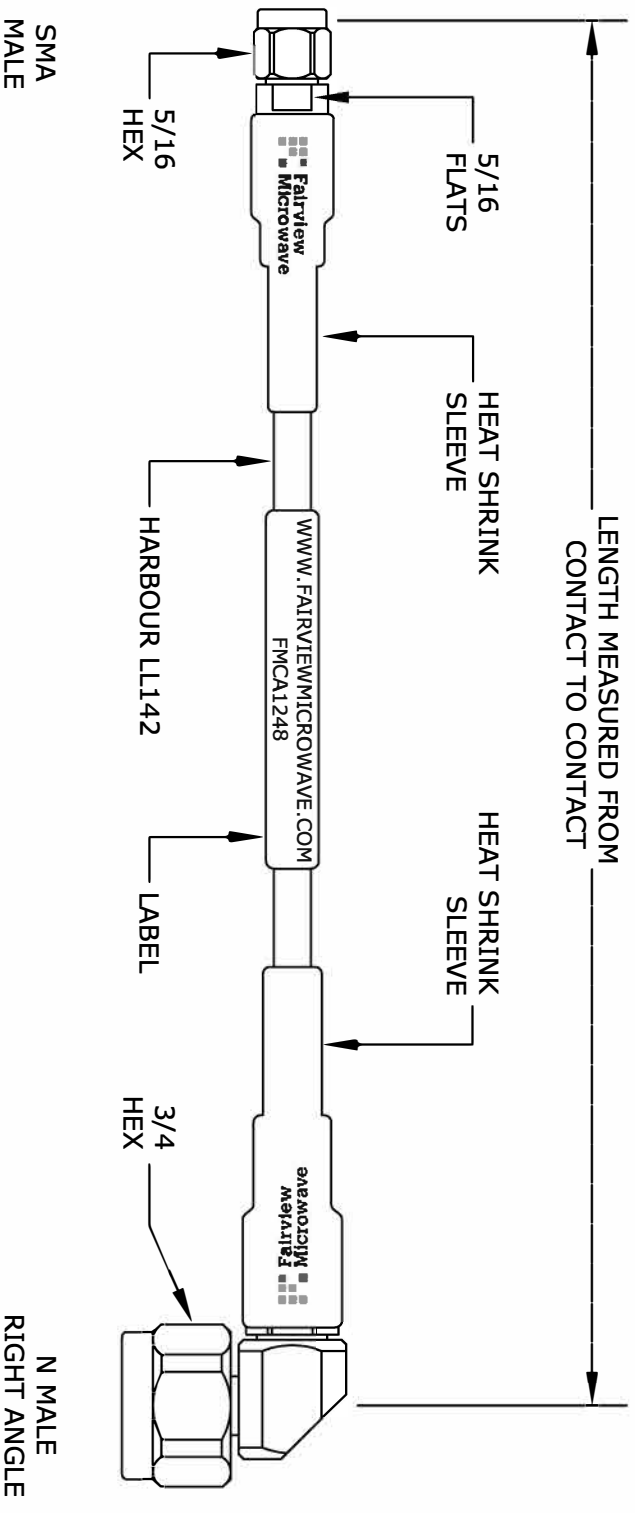 LENGTH MEASURED FROM
CONTACT TO CONTACT
5/16
FLATS
HEAT SHRINK
SLEEVE
HEAT SHRINK
SLEEVE
Fairview
Microwave
WWW.FAIRVIEWMICROWAVE.COM
FMCA1248
Fairview
Microwave
5/16
HEX
HARBOUR LL142
LABEL
3/4
HEX
SMA
MALE
N MALE
RIGHT ANGLE